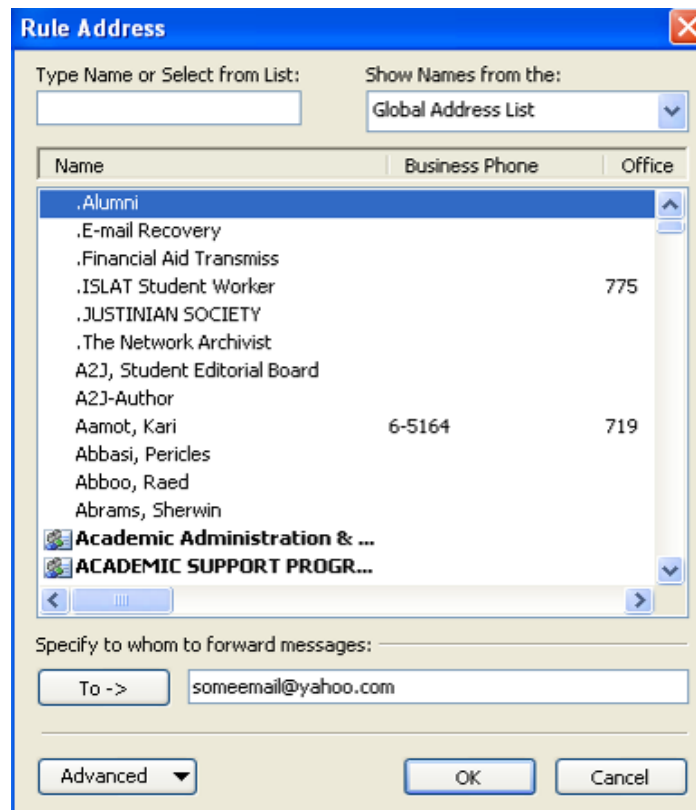 Rule Address
Type Name or Select from List: Show Names from the:
Global Address List
Name Business Phone Office
.Alumni
.E-mail Recovery
.Financial Aid Transmiss
.ISLAT Student Worker 775
.JUSTINIAN SOCIETY
.The Network Archivist
A2J, Student Editorial Board
A2J-Author
Aamot, Kari 6-5164 719
Abbasi, Pericles
Abboo, Raed
Abrams, Sherwin
Academic Administration & ...
ACADEMIC SUPPORT PROGR...
Specify to whom to forward messages:
To -> someemail@yahoo.com
Advanced OK Cancel